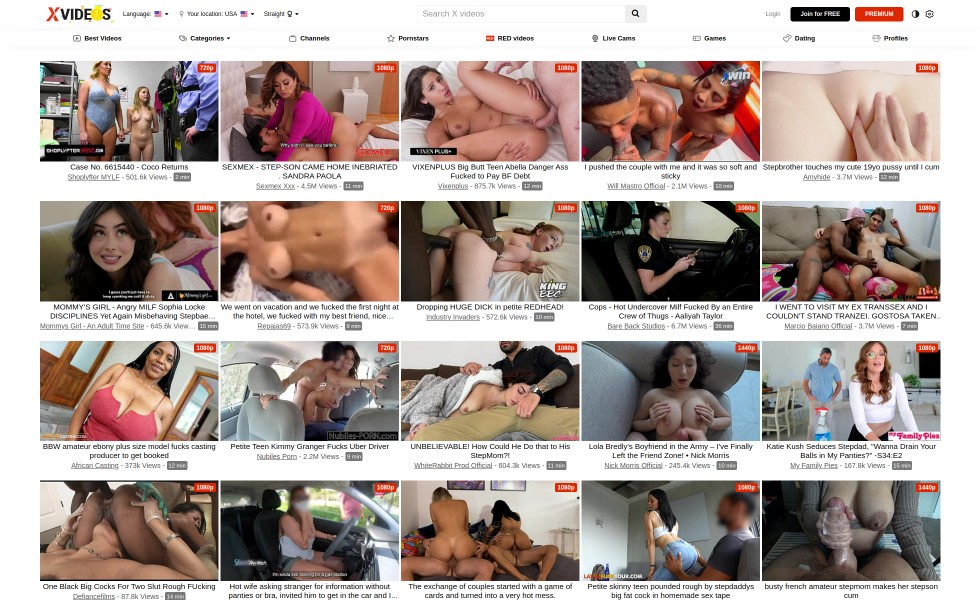 XVIDEOS
Language:
Your location: USA
Straight
Search X videos
Login
Join for FREE
PREMIUM
Best Videos
Categories
Channels
Pornstars
RED videos
Live Cams
Games
Dating
Profiles
720p
1080p
1080p
1080p
1080p
Why didn't I see you before
win
VIXEN PLUS+
Case No. 6615440 - Coco Returns
Shoplyfter MYLF - 501.6k Views - 2 min
SEXMEX - STEP-SON CAME HOME INEBRIATED
. SANDRA PAOLA
Sexmex Xxx - 4.5M Views - 11 min
VIXENPLUS Big Butt Teen Abella Danger Ass
Fucked to Pay BF Debt
Vixenplus - 875.7k Views - 12 min
I pushed the couple with me and it was so soft and
sticky
Will Mastro Official - 2.1M Views - 10 min
Stepbrother touches my cute 19yo pussy until I cum
Amyhide - 3.7M Views - 12 min
1080p
720p
1080p
1080p
1080p
KING
BBC
MOMMY'S GIRL - Angry MILF Sophia Locke
DISCIPLINES Yet Again Misbehaving Stepbae...
Mommys Girl - An Adult Time Site - 645.6k View... 15 min
We went on vacation and we fucked the first night at
the hotel, we fucked with my best friend, nice...
Repajas69 - 573.9k Views - 8 min
Dropping HUGE DICK in petite REDHEAD!
Industry Invaders - 572.6k Views - 10 min
Cops - Hot Undercover Milf Fucked By an Entire
Crew of Thugs - Aaliyah Taylor
Bare Back Studios - 6.7M Views - 36 min
I WENT TO VISIT MY EX TRANSSEX AND I
COULDN'T STAND TRANZEI. GOSTOSA TAKEN..
Marcio Baiano Official - 3.7M Views - 7 min
1080p
720p
1080p
1440p
1080p
Nubiles-PORN.com
My Family Pies
BBW amateur ebony plus size model fufks casting
producer to get booked
African Casting - 373k Views - 12 min
Petite Teen Kimmy Granger Fucks Uber Driver
Nubiles Porn - 2.2M Views - 9 min
UNBELIEVABLE! How Could He Do that to His
StepMom?!
WhiteRabbit Prod Official - 604.3k Views - 11 min
Lola Bredly's Boyfriend in the Army – I've Finally
Left the Friend Zone! • Nick Morris
Nick Morris Official - 245.4k Views - 10 min
Katie Kush Seduces Stepdad, "Wanna Drain Your
Balls in My Panties?" -S34:E2
My Family Pies - 167.8k Views - 15 min
1080p
1080p
1080p
1080p
1440p
One Black Big Cocks For Two Slut Rough FUcking
Defiancefilms - 87.8k Views - 14 min
Hot wife asking stranger for information without
panties or bra, invited him to get in the car and I...
The exchange of couples started with a game of
cards and turned into a very hot mess.
Petite skinny teen pounded rough by stepdaddys
big fat cock in homemade sex tape
busty french amateur stepmom makes her stepson
cum